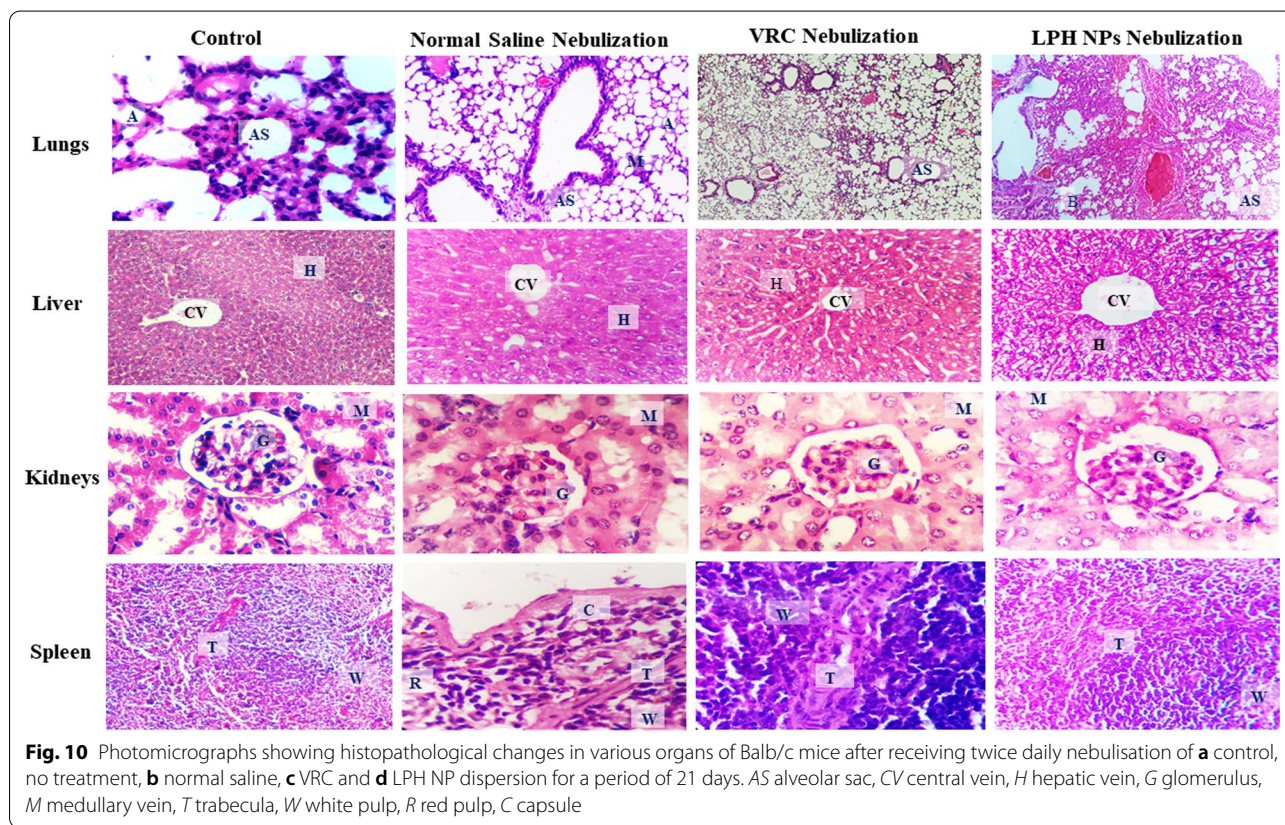 Control
Normal Saline Nebulization
VRC Nebulization
LPH NPs Nebulization
Lungs
A
AS
A
M
AS
AS
B
AS
Liver
H
CV
CV
H
H
CV
CV
H
Kidneys
M
G
M
G
M
G
M
G
Spleen
T
W
C
R
T
W
W
T
T
W
Fig. 10 Photomicrographs showing histopathological changes in various organs of Balb/c mice after receiving twice daily nebulisation of a control,
no treatment, b normal saline, c VRC and d LPH NP dispersion for a period of 21 days. AS alveolar sac, CV central vein, H hepatic vein, G glomerulus,
M medullary vein, T trabecula, W white pulp, R red pulp, C capsule